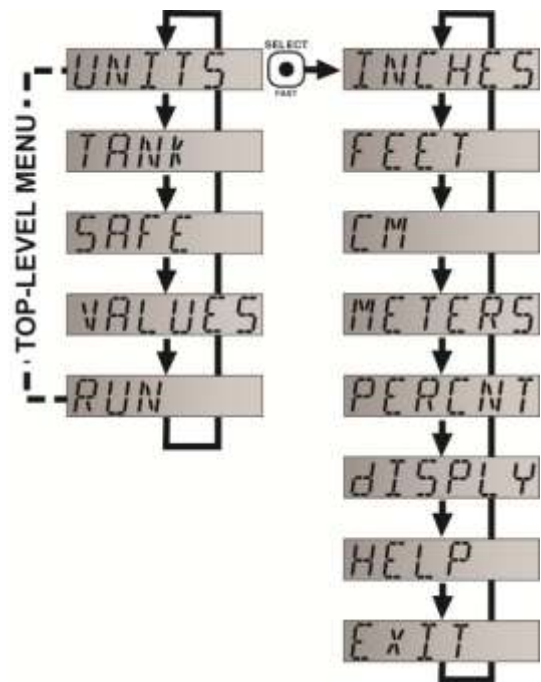 TOP-LEVEL MENU
UNITS
TANK
SAFE
VALUES
RUN
SELECT
FAST
INCHES
FEET
CM
METERS
PERCNT
dISPLY
HELP
EXIT